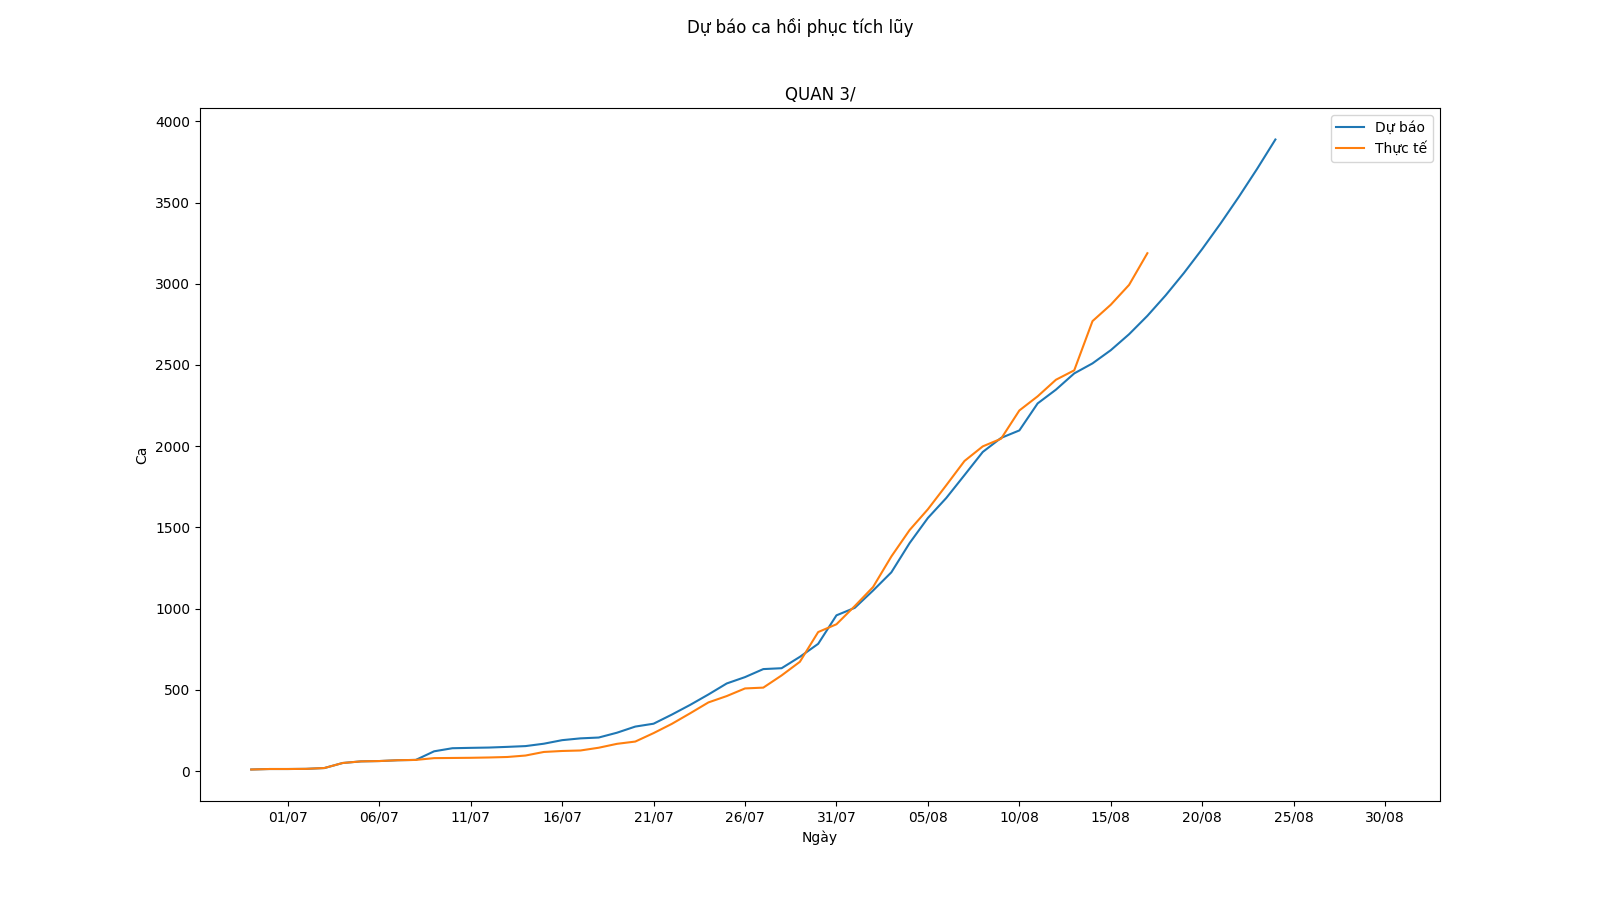 Dự báo ca hồi phục tích lũy
QUAN 3/
Dự báo
Thực tế
4000
3500
3000
2500
2000
1500
1000
500
0
Ca
01/07 06/07 11/07 16/07 21/07 26/07 31/07 05/08 10/08 15/08 20/08 25/08 30/08
Ngày